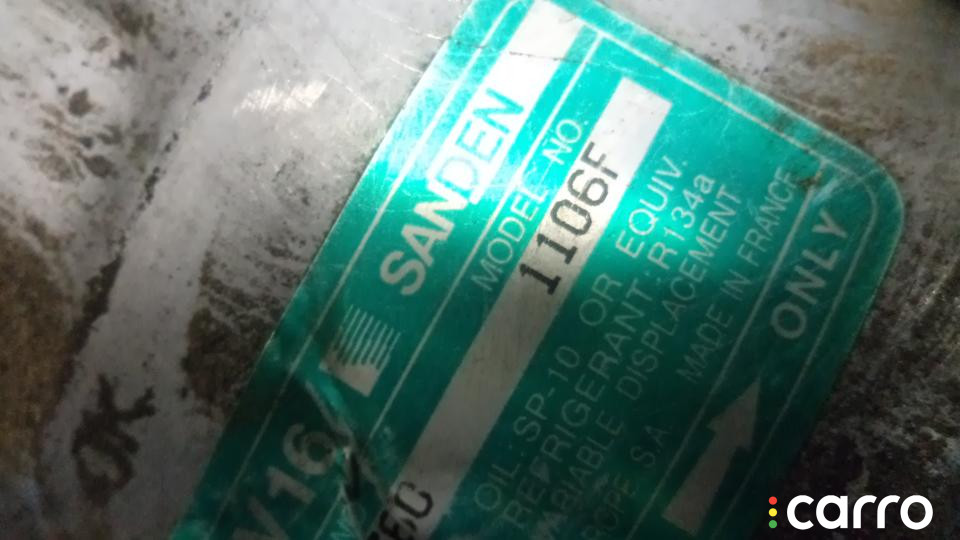 SANDEN
MODEL NO.
1106F
OIL: SP-10 OR EQUIV.
REFRIGERANT: R134a
VARIABLE DISPLACEMENT
S.A. MADE IN FRANCE
ONLY
V16
OK
carro